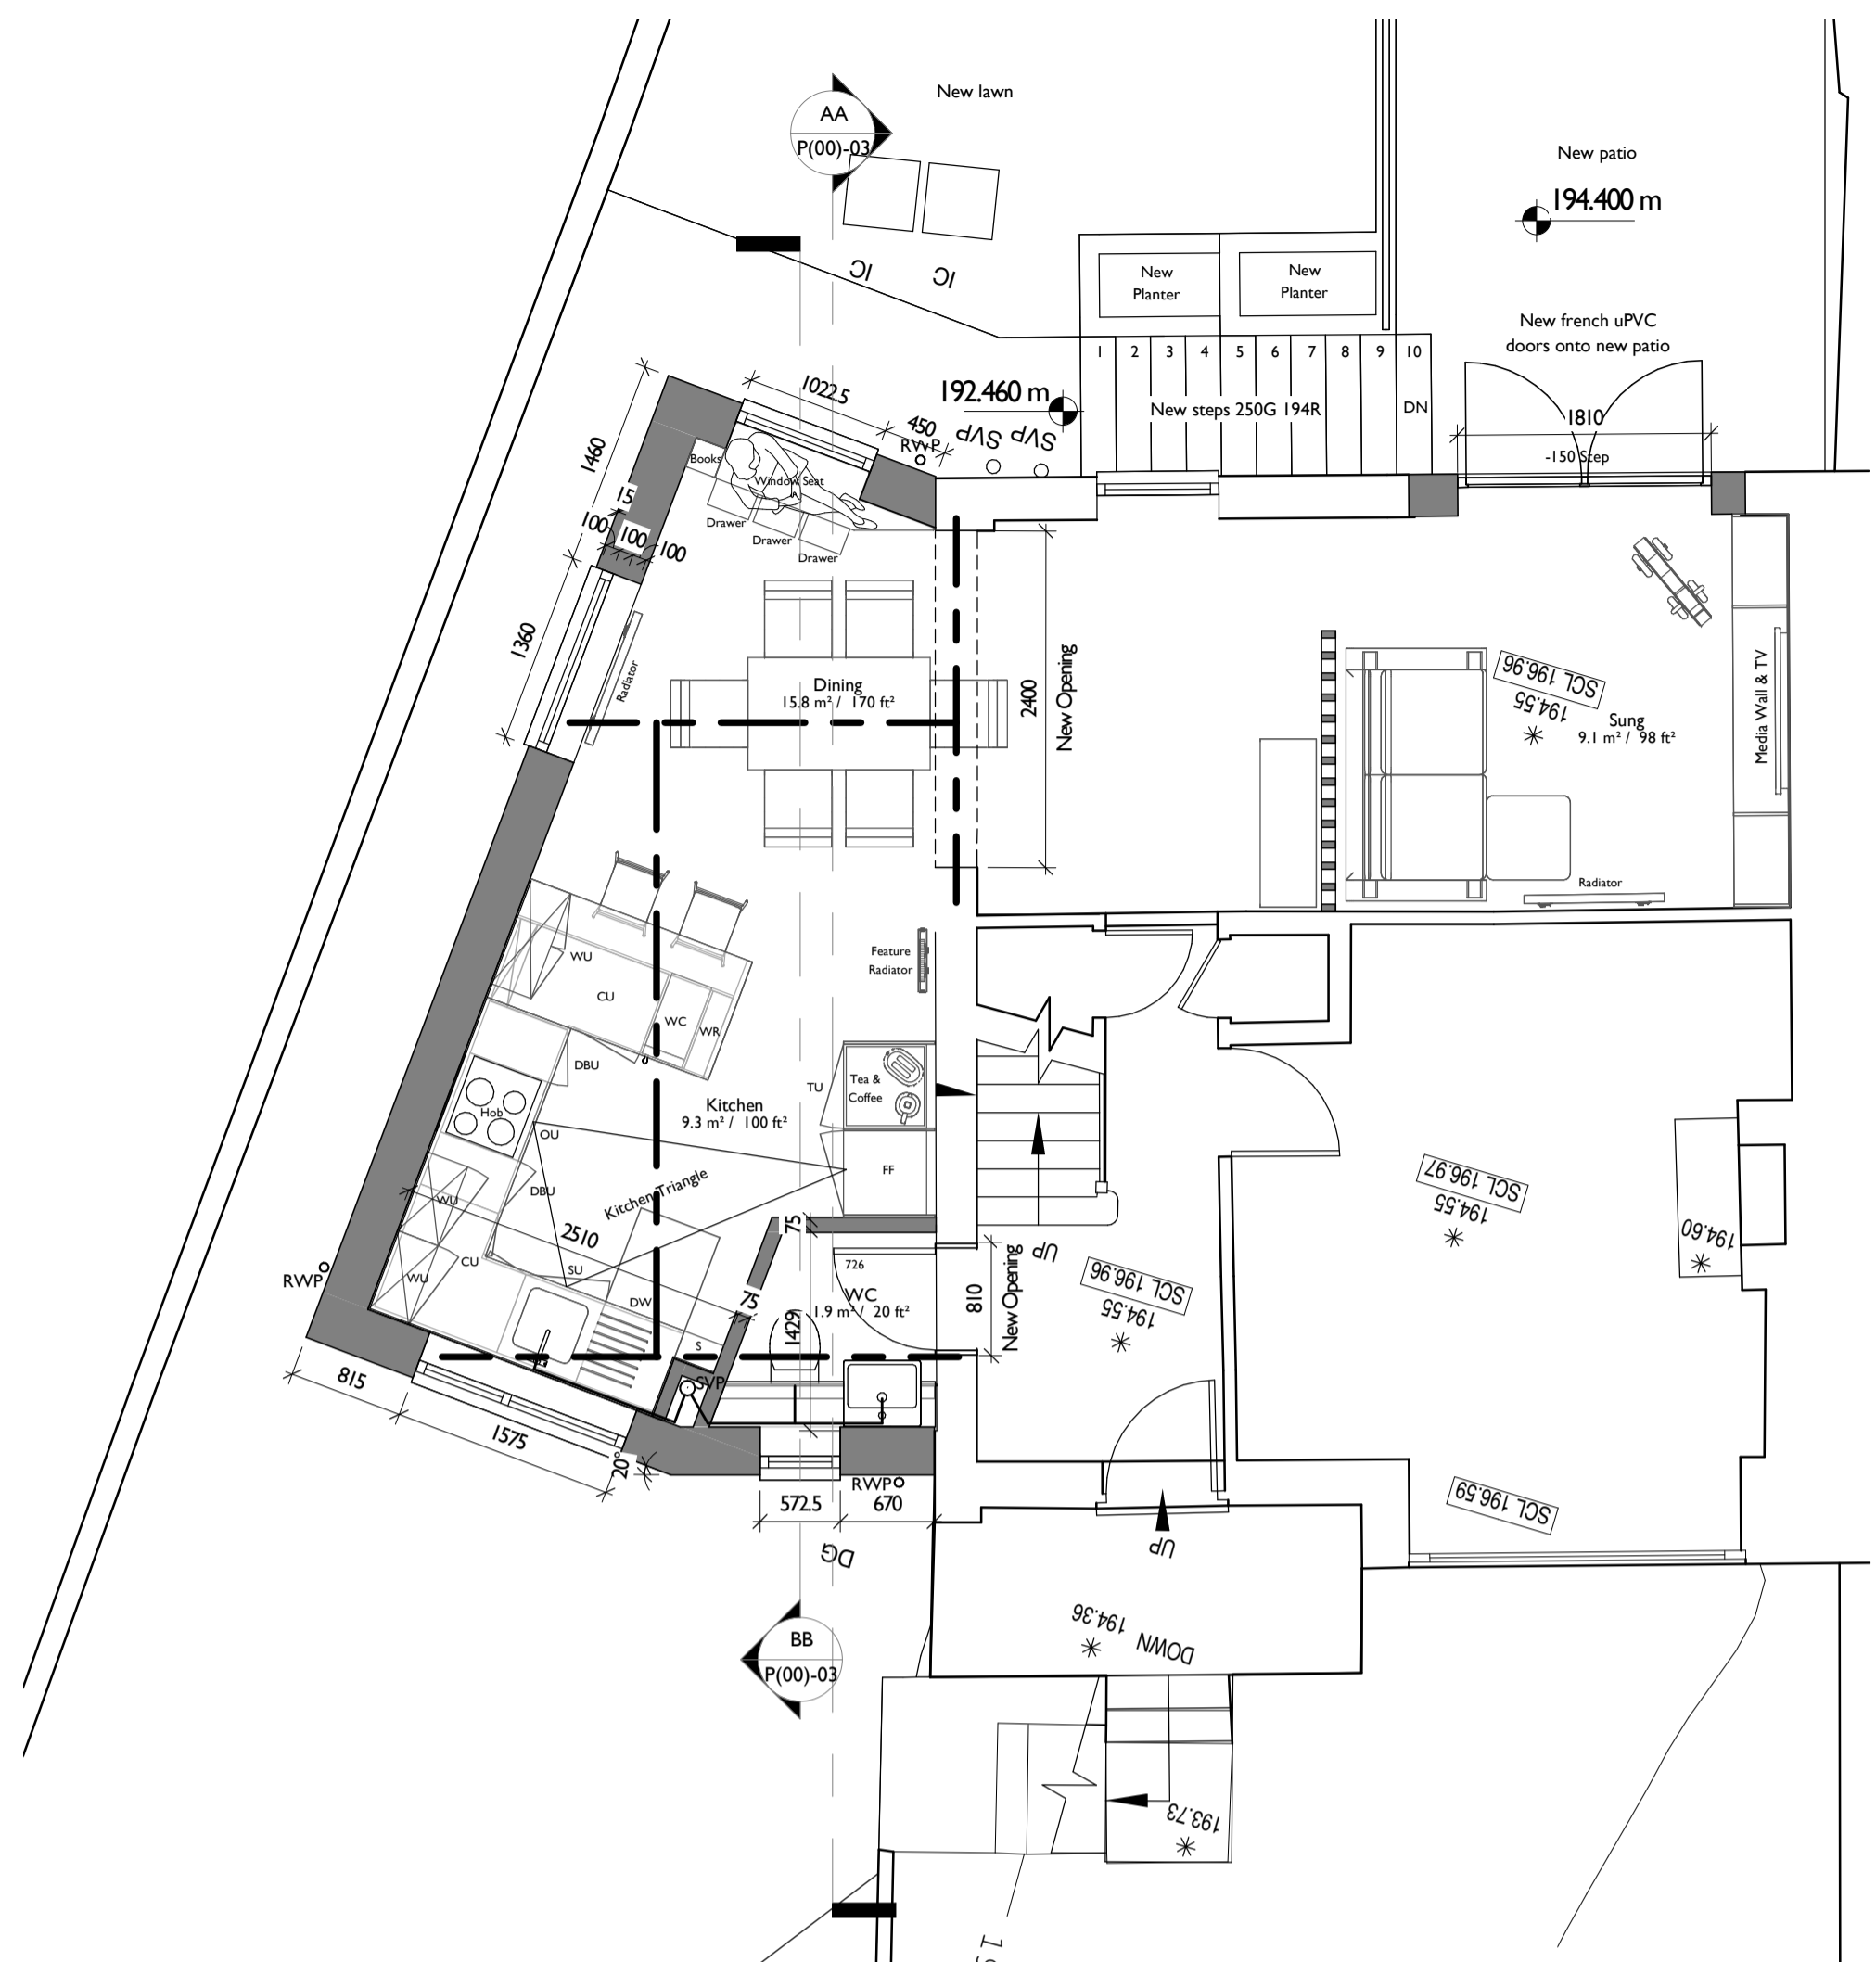 New lawn
AA
P(00)-03
New patio
194.400 m
IC
IC
New
Planter
New
Planter
New french uPVC
doors onto new patio
1 2 3 4 5 6 7 8 9 10
New steps 250G 194R
DN
1810
-150 Step
1022.5
450
RWP
192.460 m
SVP
SVP
1460
15
100
100
100
1360
Books
Window Seat
Drawer
Drawer
Drawer
Radiator
Dining
15.8 m² / 170 ft²
2400
New Opening
SCL 196.96
194.55
Sung
9.1 m² / 98 ft²
Media Wall & TV
Radiator
Feature
Radiator
WU
CU
WC
WR
DBU
TU
Tea &
Coffee
Kitchen
9.3 m² / 100 ft²
Hob
OU
FF
DBU
WU
Kitchen Triangle
2510
CU
WU
SU
DW
RWP
75
75
726
WC
1.9 m² / 20 ft²
1429
S
SVP
810
New Opening
UP
SCL 196.96
194.55
SCL 196.97
194.55
194.60
815
1575
20°
RWP
572.5
670
DG
UP
SCL 196.59
BB
P(00)-03
194.36
DOWN
193.73